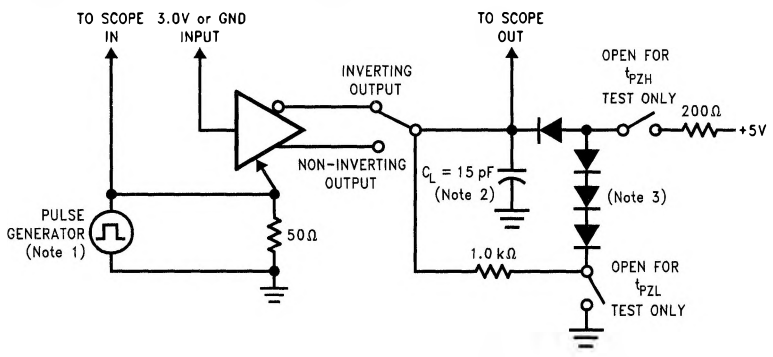 TO SCOPE
IN
3.0V or GND
INPUT
TO SCOPE
OUT
INVERTING
OUTPUT
OPEN FOR
tPZH
TEST ONLY
200Ω
+5V
NON-INVERTING
OUTPUT
CL = 15 pF
(Note 2)
(Note 3)
PULSE
GENERATOR
(Note 1)
50Ω
1.0 kΩ
OPEN FOR
tPZL
TEST ONLY